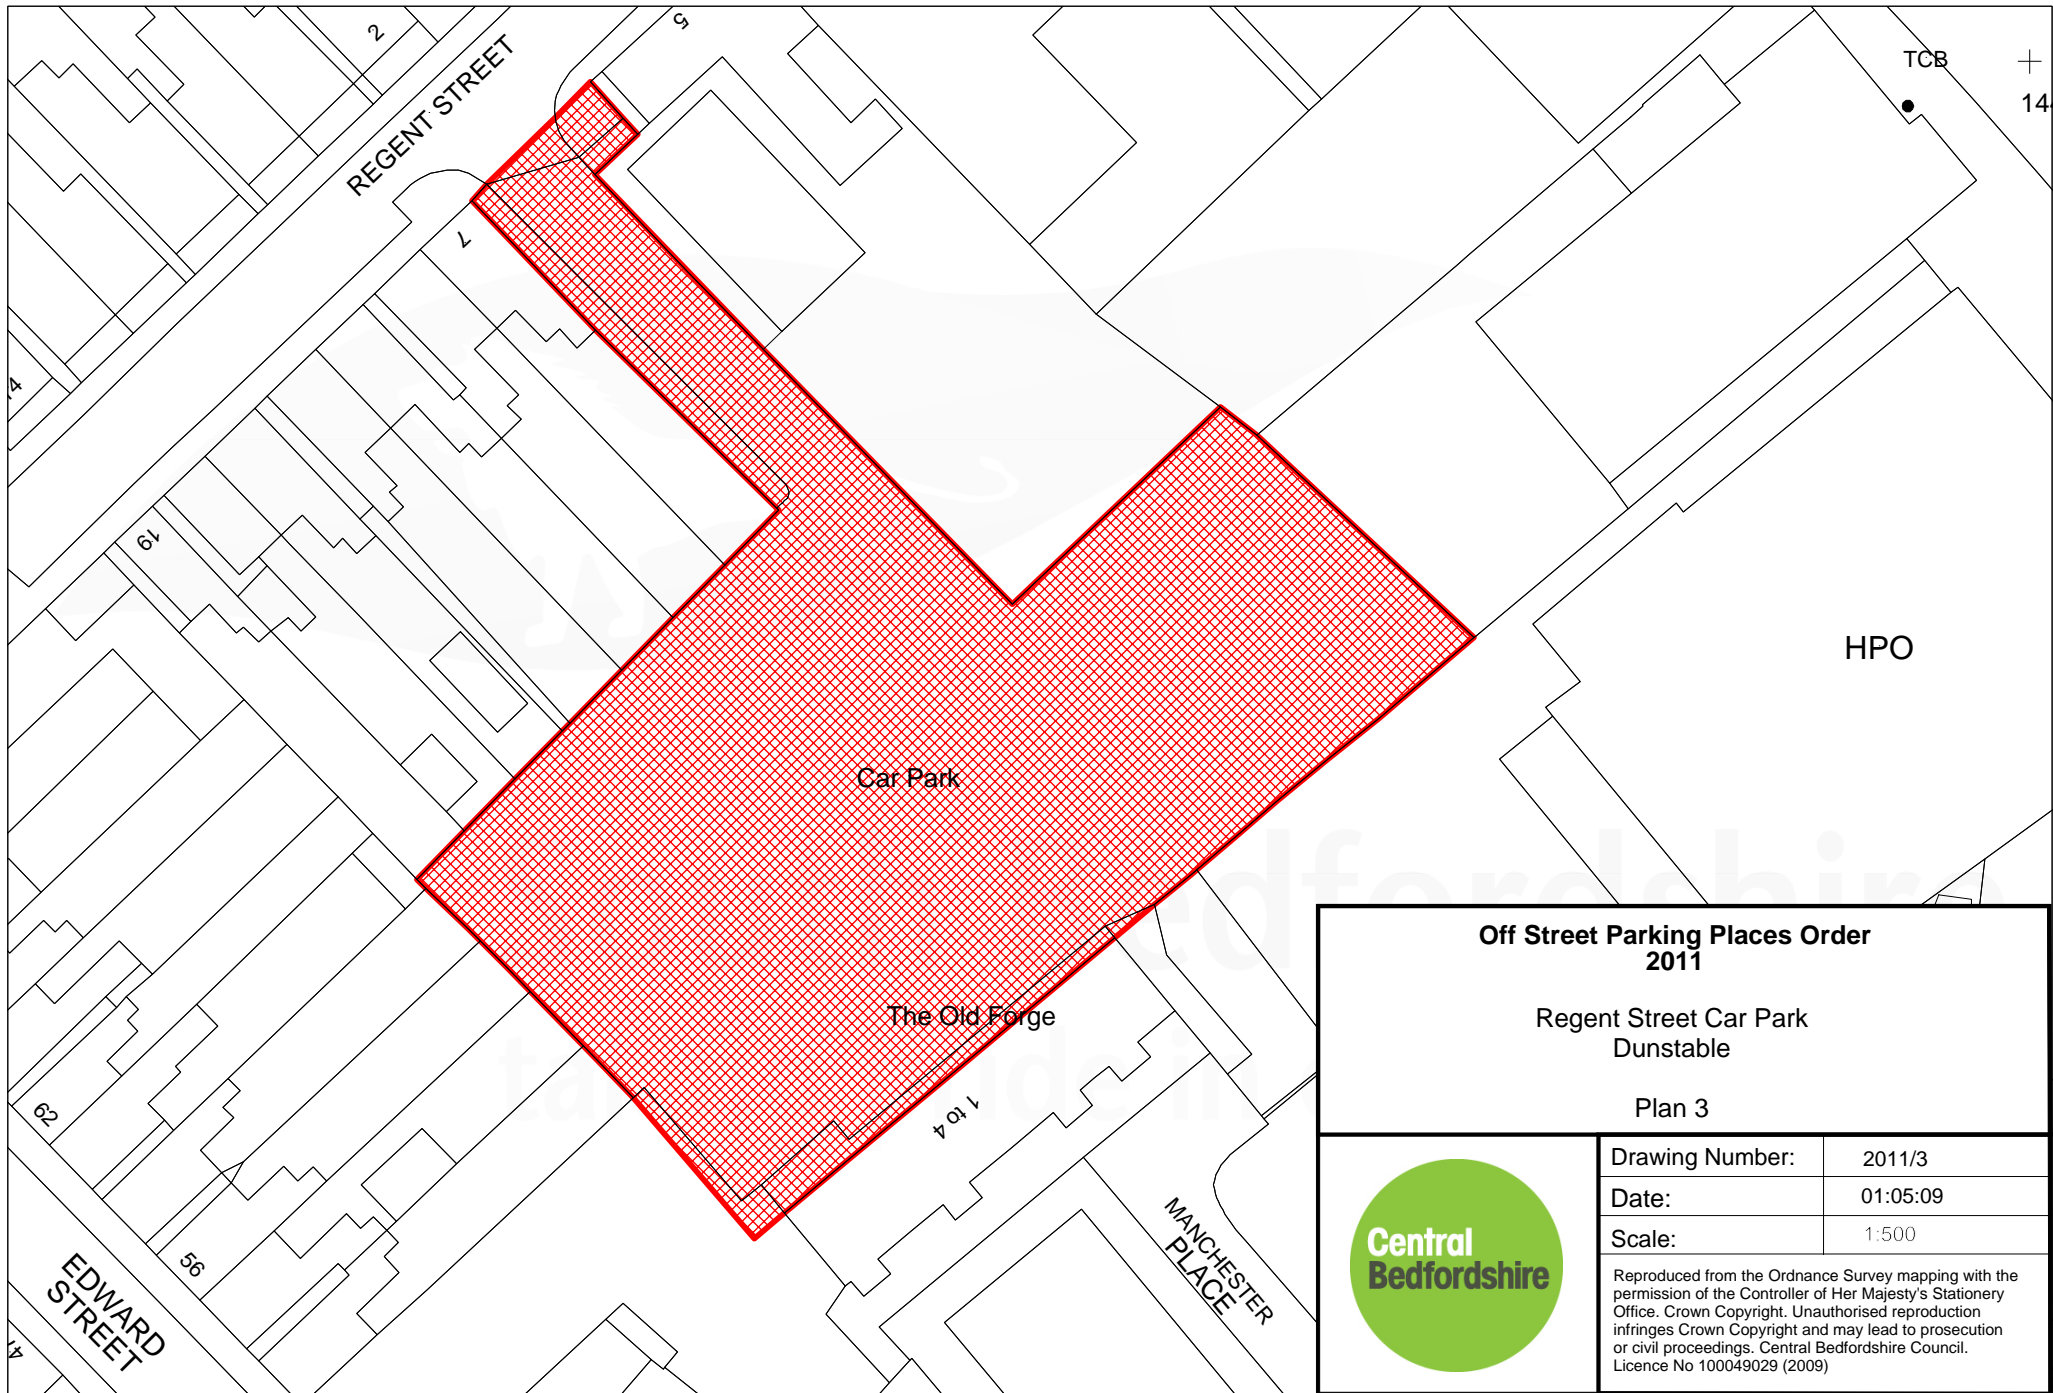 2
5
REGENT STREET
TCB
14
7
14
19
HPO
Car Park
The Old Forge
1 to 4
62
56
EDWARD
STREET
47
MANCHESTER
PLACE
Off Street Parking Places Order
2011
Regent Street Car Park
Dunstable
Plan 3
Drawing Number: 2011/3
Date: 01:05:09
Scale: 1:500
Central
Bedfordshire
Reproduced from the Ordnance Survey mapping with the
permission of the Controller of Her Majesty's Stationery
Office. Crown Copyright. Unauthorised reproduction
infringes Crown Copyright and may lead to prosecution
or civil proceedings. Central Bedfordshire Council.
Licence No 100049029 (2009)